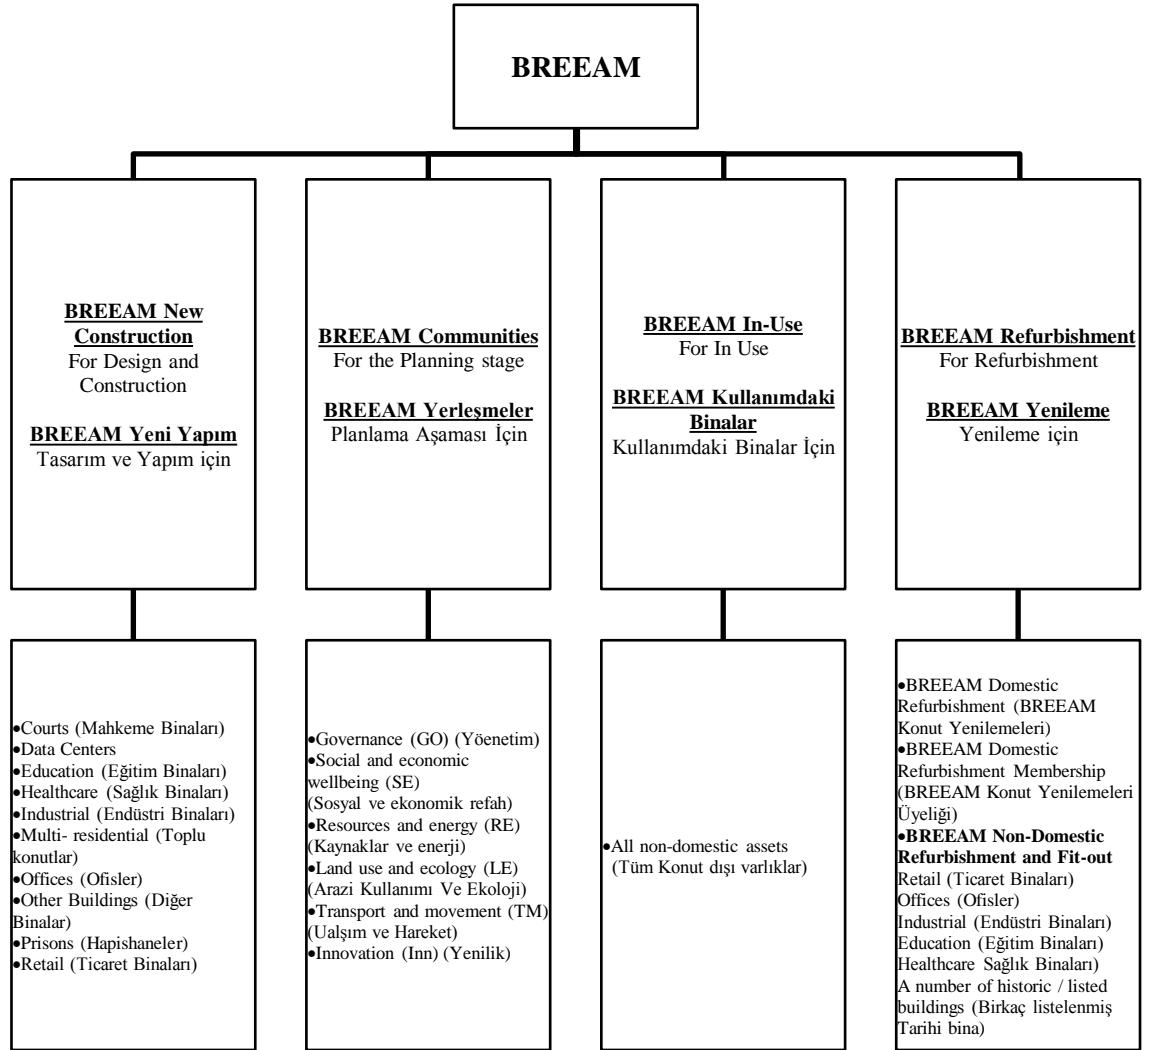 BREEAM
BREEAM New
Construction
For Design and
Construction
BREEAM Yeni Yapım
Tasarım ve Yapım için
BREEAM Communities
For the Planning stage
BREEAM Yerleşmeler
Planlama Aşaması İçin
BREEAM In-Use
For In Use
BREEAM Kullanımdaki
Binalar
Kullanımdaki Binalar İçin
BREEAM Refurbishment
For Refurbishment
BREEAM Yenileme
Yenileme için
•Courts (Mahkeme Binaları)
•Data Centers
•Education (Eğitim Binaları)
•Healthcare (Sağlık Binaları)
•Industrial (Endüstri Binaları)
•Multi- residential (Toplu
konutlar)
•Offices (Ofisler)
•Other Buildings (Diğer
Binalar)
•Prisons (Hapishaneler)
•Retail (Ticaret Binaları)
•Governance (GO) (Yöenetim)
•Social and economic
wellbeing (SE)
(Sosyal ve ekonomik refah)
•Resources and energy (RE)
(Kaynaklar ve enerji)
•Land use and ecology (LE)
(Arazi Kullanımı Ve Ekoloji)
•Transport and movement (TM)
(Ualşım ve Hareket)
•Innovation (Inn) (Yenilik)
•All non-domestic assets
(Tüm Konut dışı varlıklar)
•BREEAM Domestic
Refurbishment (BREEAM
Konut Yenilemeleri)
•BREEAM Domestic
Refurbishment Membership
(BREEAM Konut Yenilemeleri
Üyeliği)
•BREEAM Non-Domestic
Refurbishment and Fit-out
Retail (Ticaret Binaları)
Offices (Ofisler)
Industrial (Endüstri Binaları)
Education (Eğitim Binaları)
Healthcare Sağlık Binaları)
A number of historic / listed
buildings (Birkaç listelenmiş
Tarihi bina)